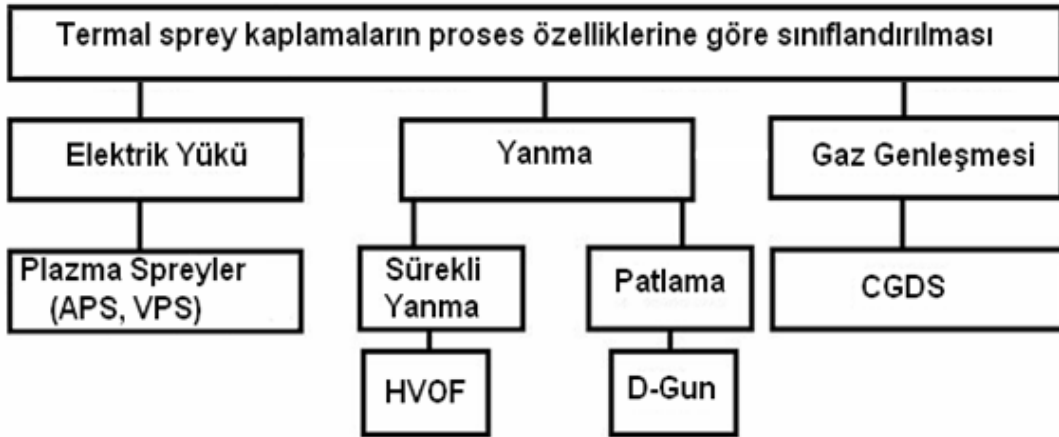 Termal sprey kaplamaların proses özelliklerine göre sınıflandırılması
Elektrik Yükü
Yanma
Gaz Genleşmesi
Plazma Spreyler
(APS, VPS)
Sürekli
Yanma
Patlama
CGDS
HVOF
D-Gun